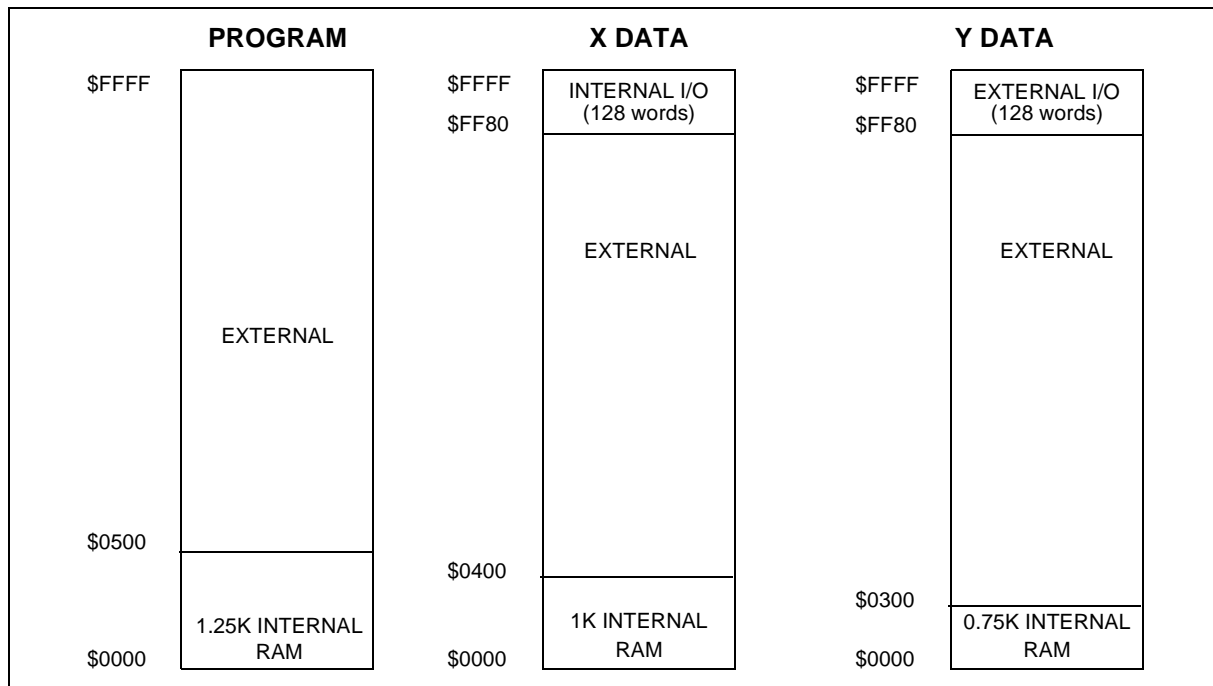 PROGRAM
$FFFF
EXTERNAL
$0500
1.25K INTERNAL
RAM
$0000
X DATA
$FFFF
INTERNAL I/O
(128 words)
$FF80
EXTERNAL
$0400
1K INTERNAL
RAM
$0000
Y DATA
$FFFF
EXTERNAL I/O
(128 words)
$FF80
EXTERNAL
$0300
0.75K INTERNAL
RAM
$0000